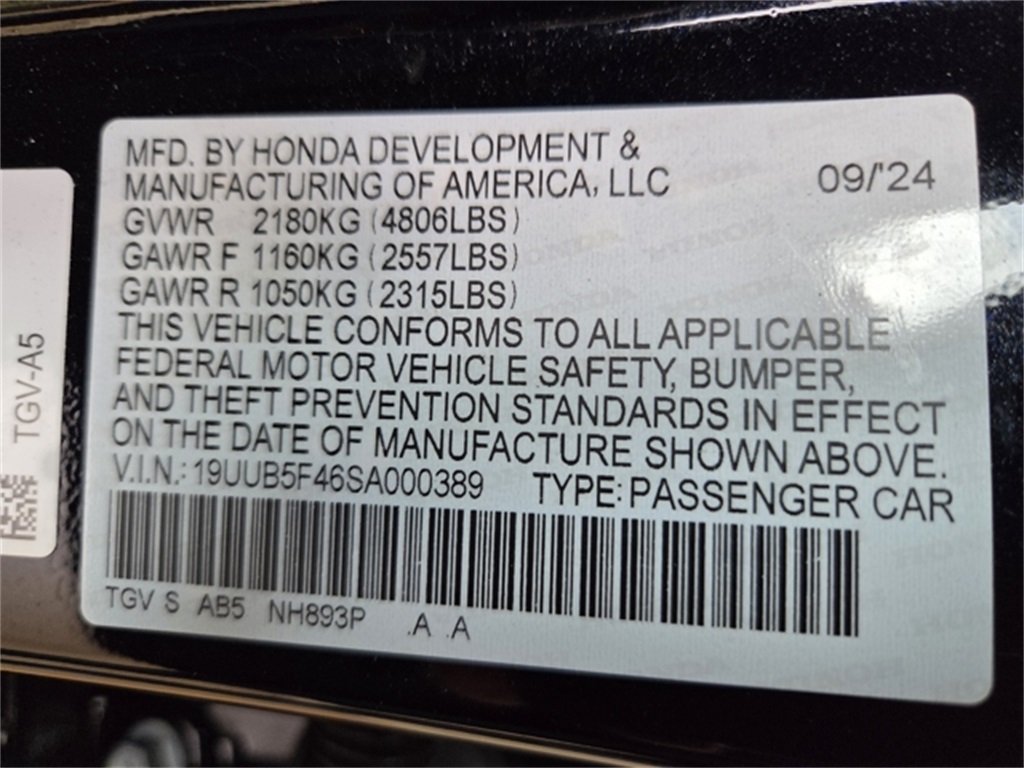 MFD. BY HONDA DEVELOPMENT &
MANUFACTURING OF AMERICA, LLC 09/'24
GVWR 2180KG (4806LBS)
GAWR F 1160KG (2557LBS)
GAWR R 1050KG (2315LBS)
THIS VEHICLE CONFORMS TO ALL APPLICABLE
FEDERAL MOTOR VEHICLE SAFETY, BUMPER,
AND THEFT PREVENTION STANDARDS IN EFFECT
ON THE DATE OF MANUFACTURE SHOWN ABOVE.
V.I.N.: 19UUB5F46SA000389 TYPE: PASSENGER CAR
TGV S AB5 NH893P .A .A
TGV-A5